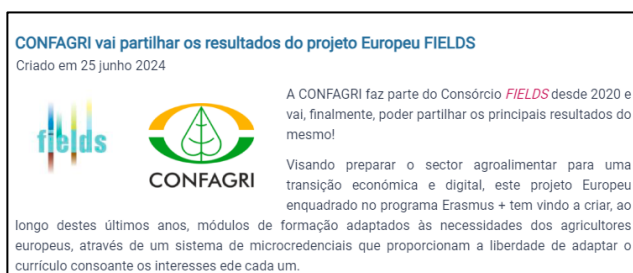 CONFAGRI vai partilhar os resultados do projeto Europeu FIELDS
Criado em 25 junho 2024
fields
CONFAGRI
A CONFAGRI faz parte do Consórcio FIELDS desde 2020 e
vai, finalmente, poder partilhar os principais resultados do
mesmo!
Visando preparar o sector agroalimentar para uma
transição económica e digital, este projeto Europeu
enquadrado no programa Erasmus + tem vindo a criar, ao
longo destes últimos anos, módulos de formação adaptados às necessidades dos agricultores
europeus, através de um sistema de microcredenciais que proporcionam a liberdade de adaptar o
currículo consoante os interesses ede cada um.